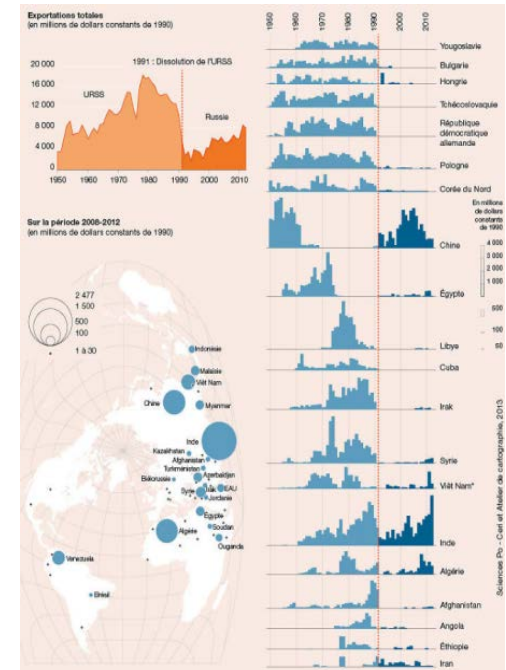 Exportations totales
(en millions de dollars constants de 1990)
1991 : Dissolution de l'URSS
20 000
16 000
12 000
8 000
4 000
0
URSS
Russie
1950 1960 1970 1980 1990 2000 2010
Sur la période 2008-2012
(en millions de dollars constants de 1990)
2 477
1 500
500
100
1 à 30
Indonésie
Malaisie
Viêt Nam
Chine
Myanmar
Inde
Kazakhstan
Afghanistan
Turkménistan
Azerbaïdjan
Biélorussie
Syrie
EAU
Jordanie
Égypte
Algérie
Soudan
Ouganda
Venezuela
Brésil
1950 1960 1970 1980 1990 2000 2010
Yougoslavie
Bulgarie
Hongrie
Tchécoslovaquie
République
démocratique
allemande
Pologne
Corée du Nord
En millions
de dollars
constants
de 1990
4 000
3 000
2 000
1 000
500
100
50
Chine
Égypte
Libye
Cuba
Irak
Syrie
Viêt Nam*
Inde
Algérie
Afghanistan
Angola
Éthiopie
Iran
Sciences Po - Ceri et Atelier de cartographie, 2013